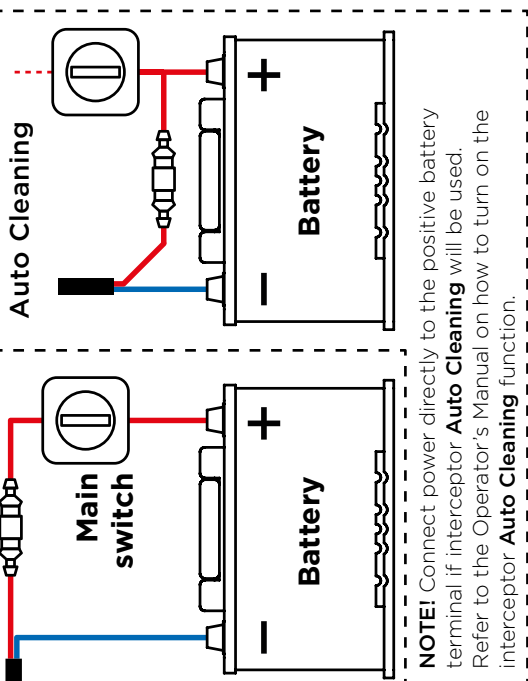 Auto Cleaning
+
Battery
–
Main
switch
+
Battery
–
NOTE! Connect power directly to the positive battery
terminal if interceptor Auto Cleaning will be used.
Refer to the Operator’s Manual on how to turn on the
interceptor Auto Cleaning function.